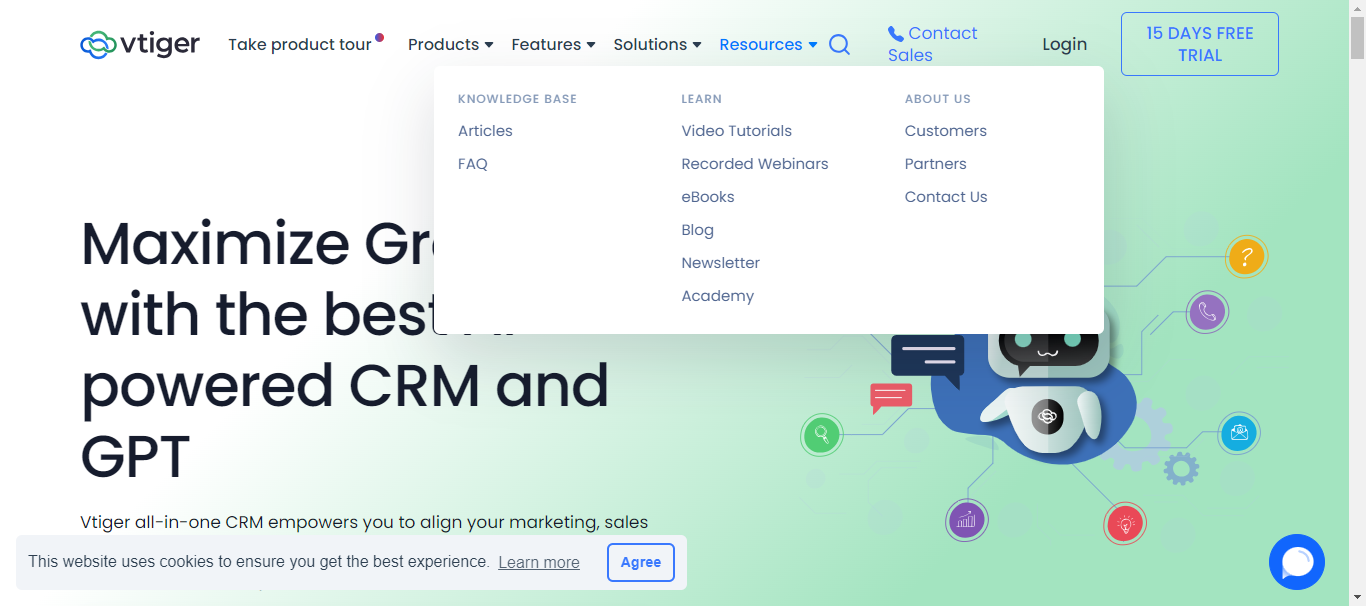 vtiger
Take product tour
Products
Features
Solutions
Resources
Contact
Sales
Login
15 DAYS FREE
TRIAL
KNOWLEDGE BASE
Articles
FAQ
LEARN
Video Tutorials
Recorded Webinars
eBooks
Blog
Newsletter
Academy
ABOUT US
Customers
Partners
Contact Us
Maximize
with the best
powered CRM and
GPT
Vtiger all-in-one CRM empowers you to align your marketing, sales
This website uses cookies to ensure you get the best experience. Learn more
Agree